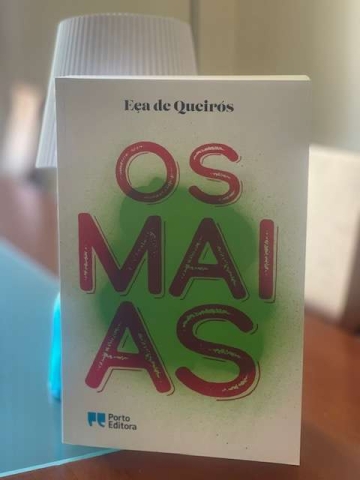 Eça de Queirós
OS
MAI
AS
Porto
Editora